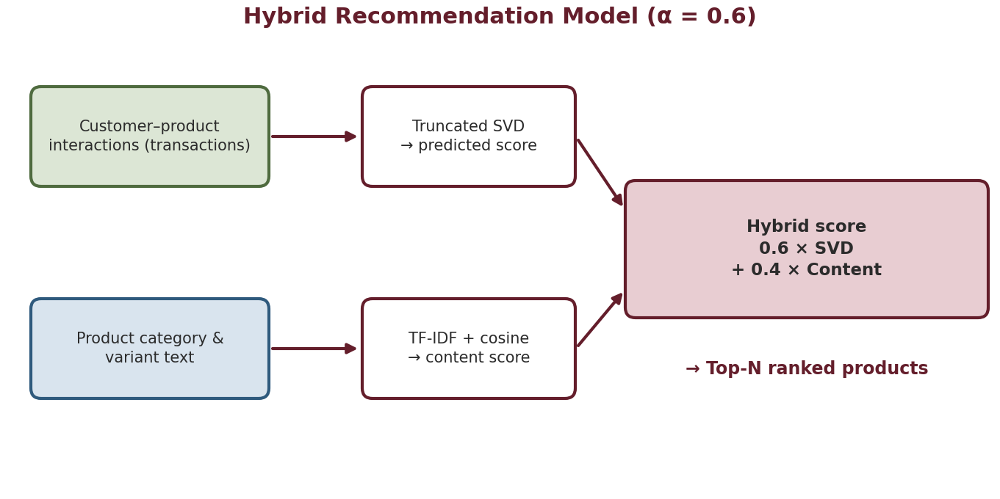 Hybrid Recommendation Model (α = 0.6)
Customer–product
interactions (transactions)
Truncated SVD
→ predicted score
Hybrid score
0.6 × SVD
+ 0.4 × Content
Product category &
variant text
TF-IDF + cosine
→ content score
→ Top-N ranked products